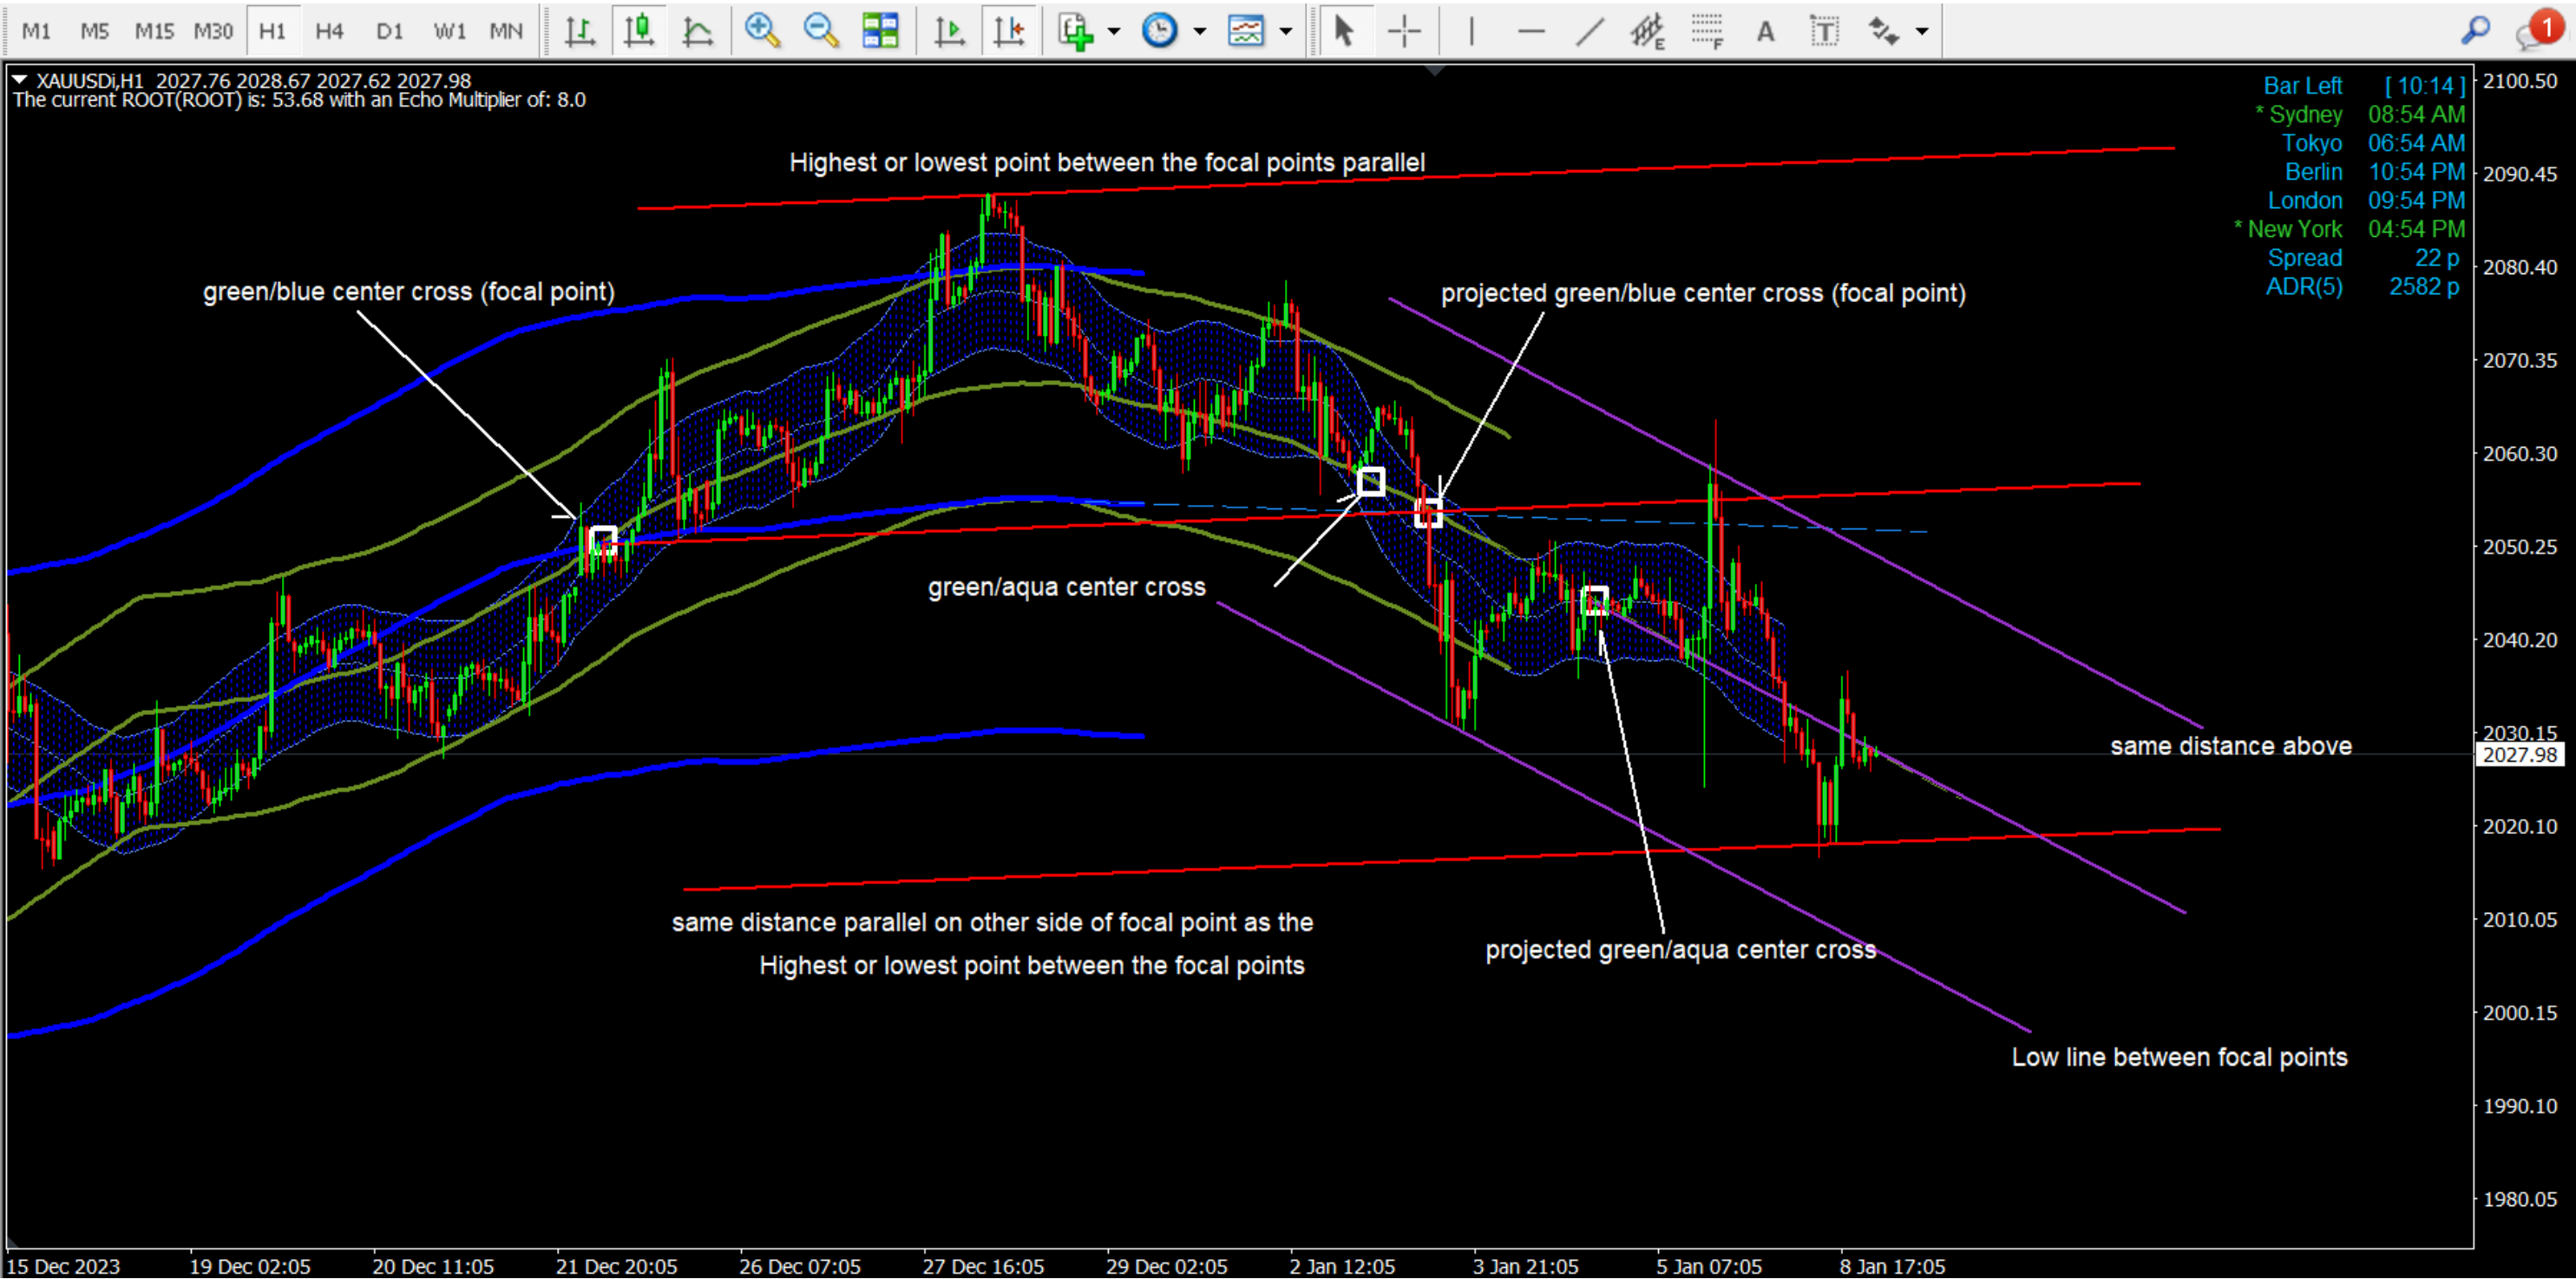 M1 M5 M15 M30 H1 H4 D1 W1 MN
E F A T 1
XAUUSDi,H1 2027.76 2028.67 2027.62 2027.98
The current ROOT(ROOT) is: 53.68 with an Echo Multiplier of: 8.0
Bar Left [ 10:14 ]
* Sydney 08:54 AM
Tokyo 06:54 AM
Berlin 10:54 PM
London 09:54 PM
* New York 04:54 PM
Spread 22 p
ADR(5) 2582 p
Highest or lowest point between the focal points parallel
green/blue center cross (focal point)
projected green/blue center cross (focal point)
green/aqua center cross
same distance above
same distance parallel on other side of focal point as the
Highest or lowest point between the focal points
projected green/aqua center cross
Low line between focal points
2100.50
2090.45
2080.40
2070.35
2060.30
2050.25
2040.20
2030.15
2027.98
2020.10
2010.05
2000.15
1990.10
1980.05
15 Dec 2023 19 Dec 02:05 20 Dec 11:05 21 Dec 20:05 26 Dec 07:05 27 Dec 16:05 29 Dec 02:05 2 Jan 12:05 3 Jan 21:05 5 Jan 07:05 8 Jan 17:05